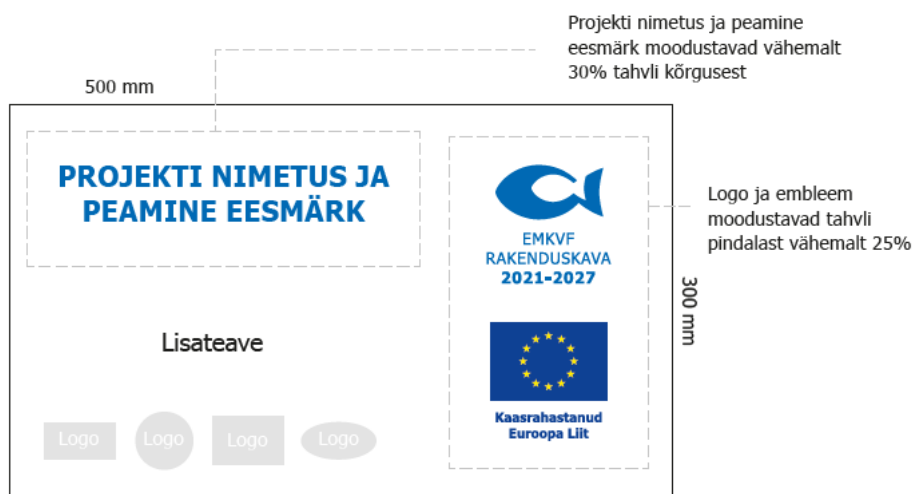 Projekti nimetus ja peamine
eesmärk moodustavad vähemalt
30% tahvli kõrgusest
500 mm
PROJEKTI NIMETUS JA
PEAMINE EESMÄRK
EMKVF
RAKENDUSKAVA
2021-2027
Logo ja embleem
moodustavad tahvli
pindalast vähemalt 25%
300 mm
Lisateave
Kaasrahastanud
Euroopa Liit
Logo Logo Logo Logo